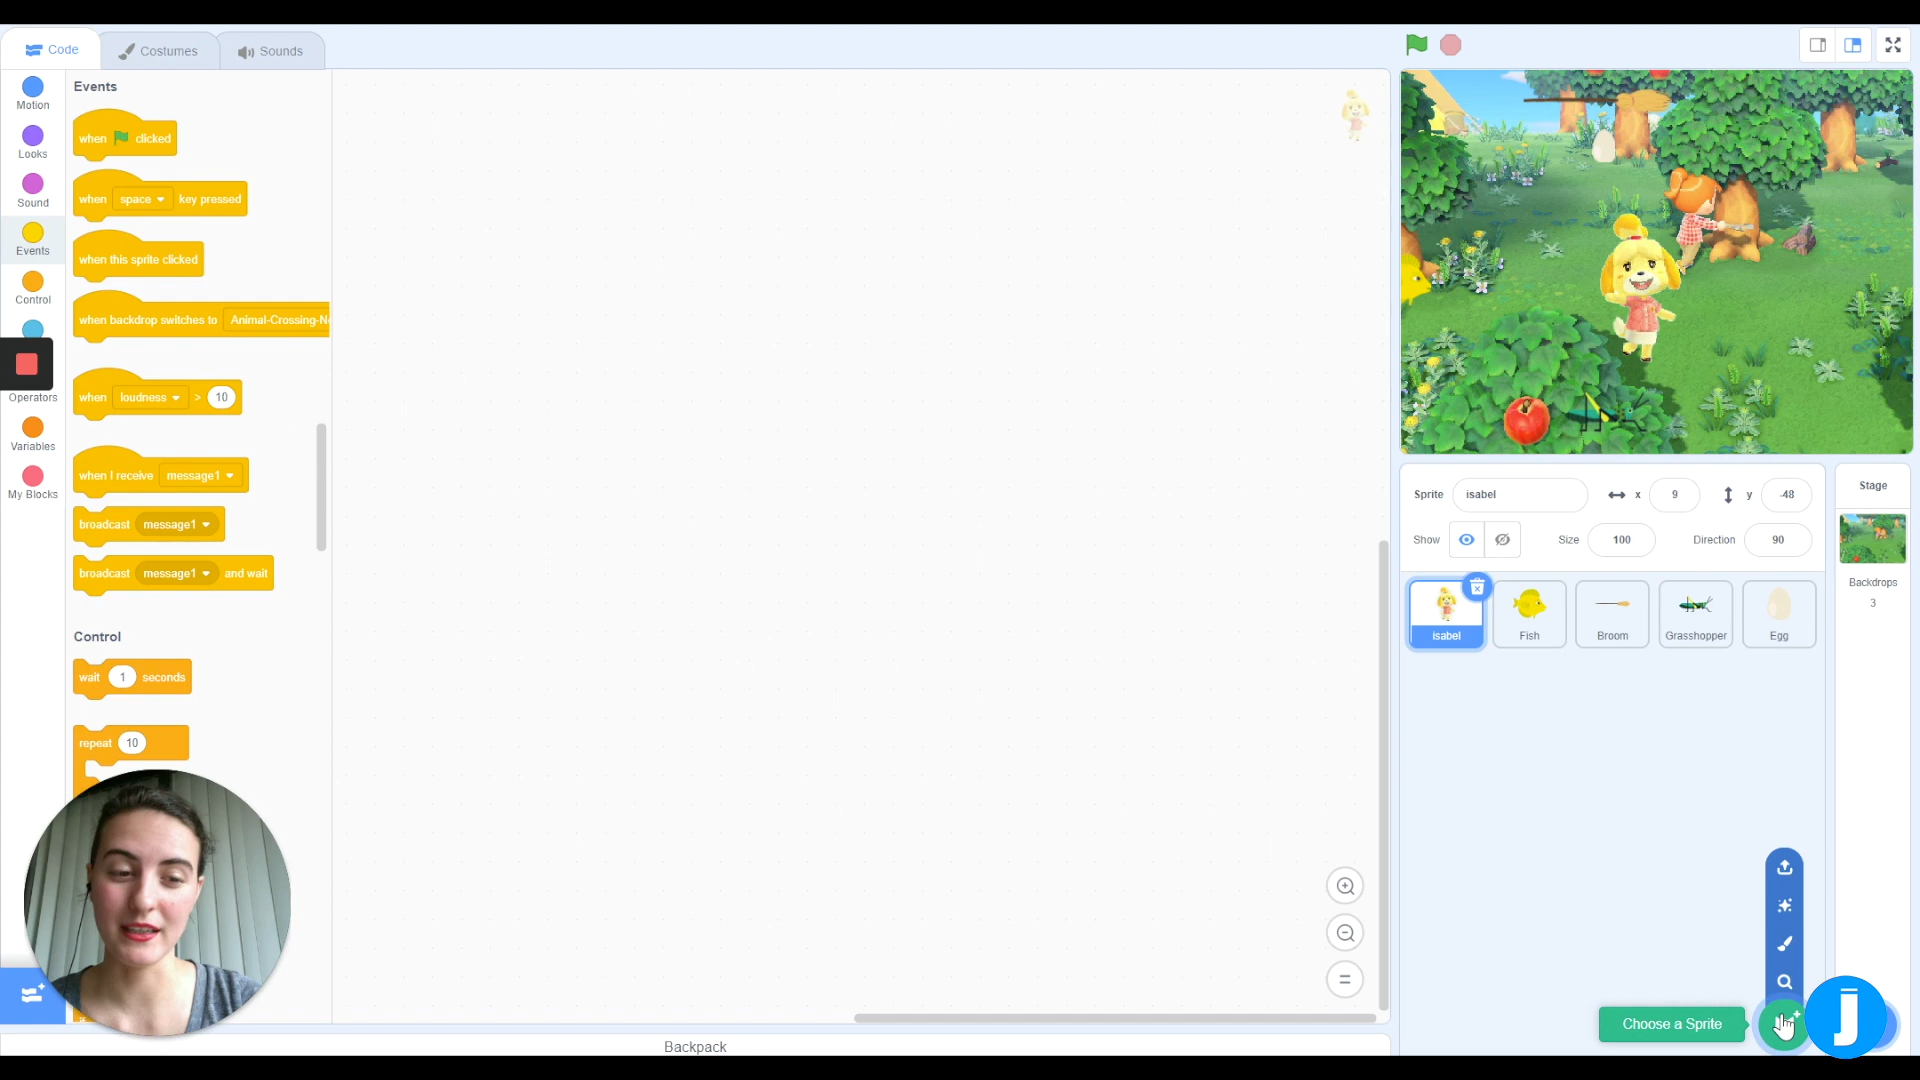 Code
Costumes
Sounds
Motion
Looks
Sound
Events
Control
Operators
Variables
My Blocks
Events
when clicked
when space key pressed
when this sprite clicked
when backdrop switches to Animal-Crossing-N
when loudness > 10
when I receive message1
broadcast message1
broadcast message1 and wait
Control
wait 1 seconds
repeat 10
Backpack
Sprite isabel x 9 y -48
Show Size 100 Direction 90
isabel
Fish
Broom
Grasshopper
Egg
Stage
Backdrops
3
Choose a Sprite
J